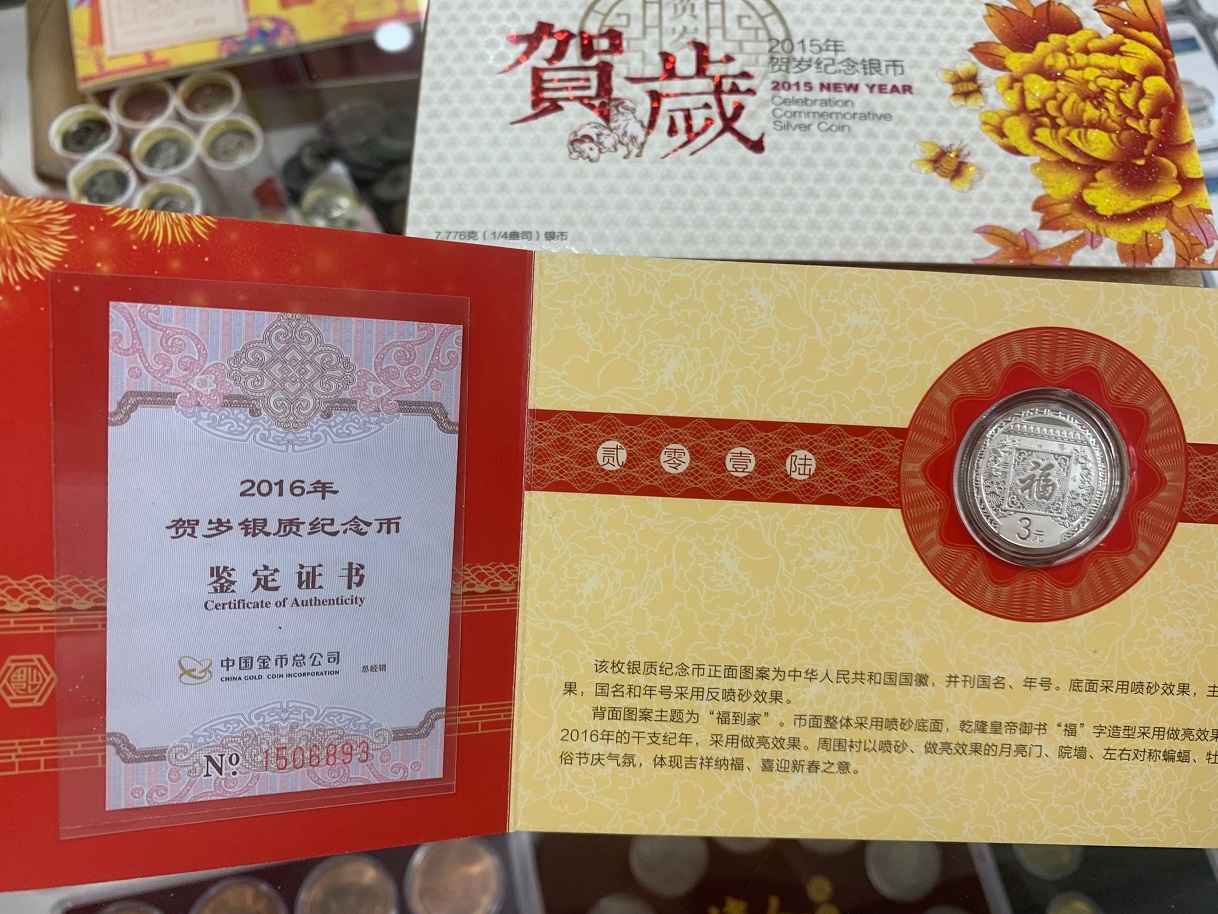 賀歲
贺岁
2015年
贺岁纪念银币
2015 NEW YEAR
Celebration
Commemorative
Silver Coin
7.776克（1/4盎司）银币
2016年
贺岁银质纪念币
鉴定证书
Certificate of Authenticity
中国金币总公司 总经销
CHINA GOLD COIN INCORPORATION
№ 1506893
贰零壹陆
福
3元
该枚银质纪念币正面图案为中华人民共和国国徽，并刊国名、年号。底面采用喷砂效果，主
果，国名和年号采用反喷砂效果。
背面图案主题为“福到家”。币面整体采用喷砂底面，乾隆皇帝御书“福”字造型采用做亮效果
2016年的干支纪年，采用做亮效果。周围衬以喷砂、做亮效果的月亮门、院墙、左右对称蝙蝠、牡
俗节庆气氛，体现吉祥纳福、喜迎新春之意。